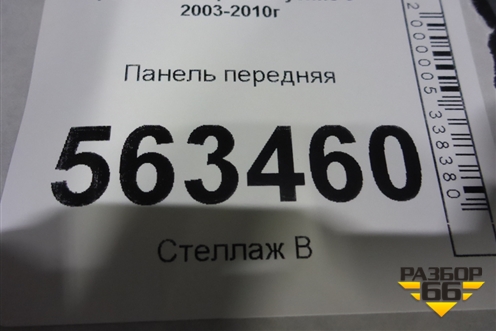 2003-2010г
Панель передняя
563460
Стеллаж В
2000005338380
РАЗБОР
66